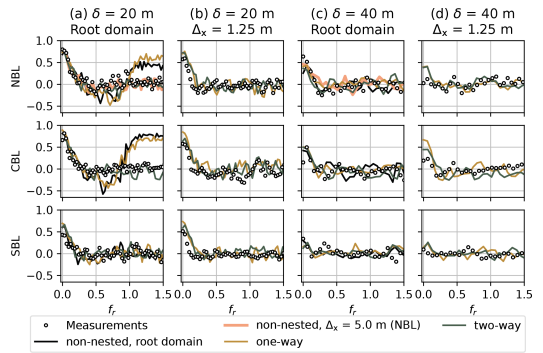 (a) δ = 20 m (b) δ = 20 m (c) δ = 40 m (d) δ = 40 m
Root domain Δx = 1.25 m Root domain Δx = 1.25 m
1.0
0.5
0.0
−0.5
NBL
1.0
0.5
0.0
−0.5
CBL
1.0
0.5
0.0
−0.5
SBL
0.0 0.5 1.0 1.5 0.0 0.5 1.0 1.5 0.0 0.5 1.0 1.5 0.0 0.5 1.0 1.5
fr fr fr fr
Measurements
non-nested, root domain
non-nested, Δx = 5.0 m (NBL)
one-way
two-way